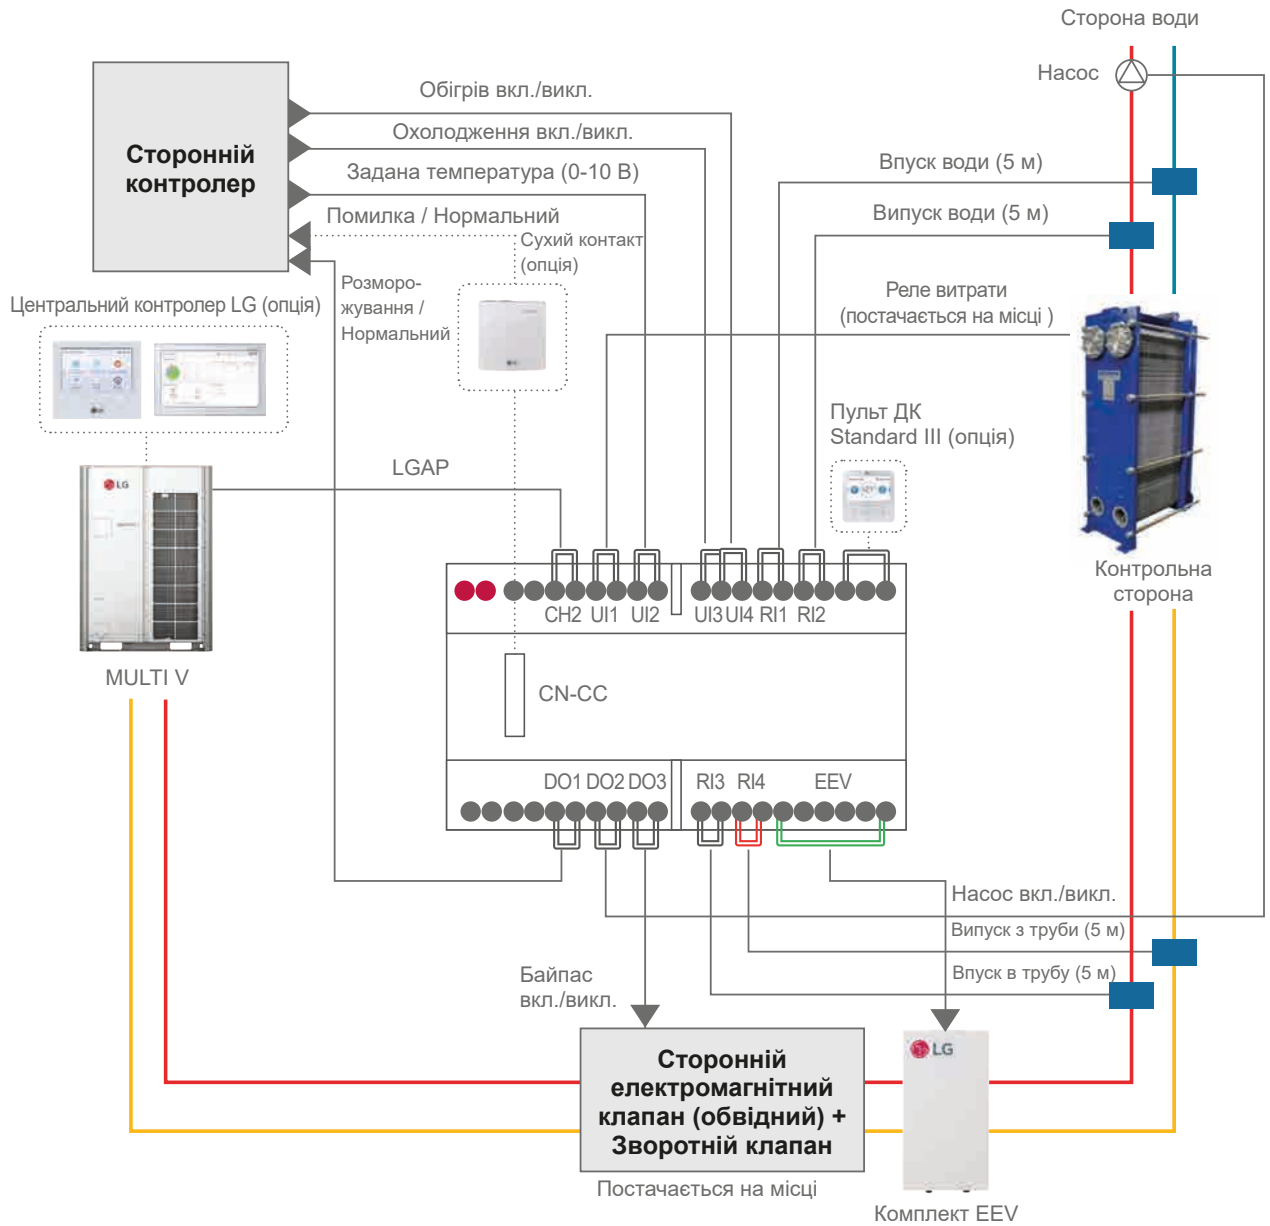 Сторона води
Насос
Сторонній
контролер
Обігрів вкл./викл.
Охолодження вкл./викл.
Задана температура (0-10 В)
Помилка / Нормальний
Сухий контакт
(опція)
Розморо-
жування /
Нормальний
Впуск води (5 м)
Випуск води (5 м)
Реле витрати
(постачається на місці )
Центральний контролер LG (опція)
Пульт ДК
Standard III (опція)
LGAP
LG
MULTI V
Контрольна
сторона
CH2 UI1 UI2 UI3 UI4 RI1 RI2
CN-CC
DO1 DO2 DO3 RI3 RI4 EEV
Насос вкл./викл.
Випуск з труби (5 м)
Впуск в трубу (5 м)
Байпас
вкл./викл.
Сторонній
електромагнітний
клапан (обвідний) +
Зворотній клапан
LG
Постачається на місці
Комплект EEV